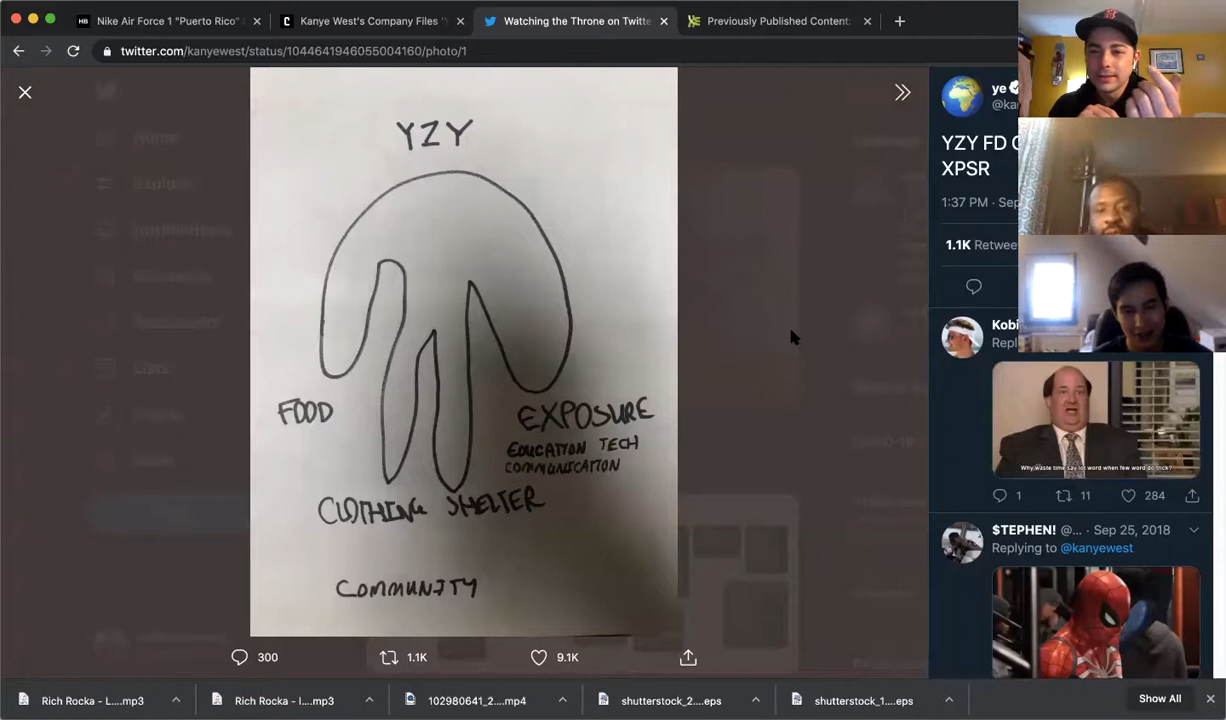 Nike Air Force 1 "Puerto Rico"
Kanye West's Company Files
Watching the Throne on Twitte
Previously Published Content:
twitter.com/kanyewest/status/1044641946055004160/photo/1
YZY
FOOD
EXPOSURE
EDUCATION TECH
COMMUNICATION
CLOTHING SHELTER
COMMUNITY
300
1.1K
9.1K
ye
@ka
YZY FD
XPSR
1:37 PM
1.1K Retwee
Kobi
Repl
Why waste time say lot word when few word do trick?
1
11
284
$TEPHEN! @... · Sep 25, 2018
Replying to @kanyewest
Rich Rocka - L....mp3
Rich Rocka - I....mp3
102980641_2....mp4
shutterstock_2....eps
shutterstock_1....eps
Show All